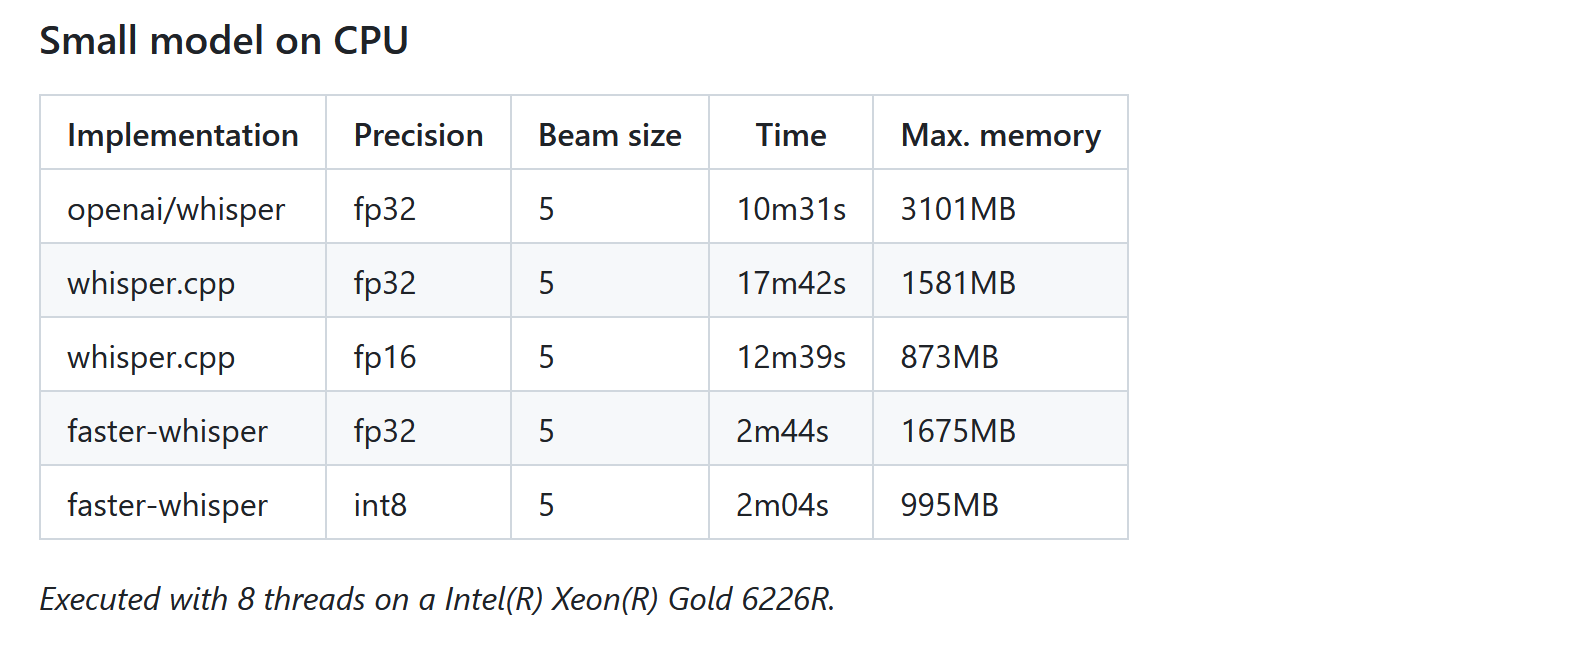 Small model on CPU
Implementation Precision Beam size Time Max. memory
openai/whisper fp32 5 10m31s 3101MB
whisper.cpp fp32 5 17m42s 1581MB
whisper.cpp fp16 5 12m39s 873MB
faster-whisper fp32 5 2m44s 1675MB
faster-whisper int8 5 2m04s 995MB
Executed with 8 threads on a Intel(R) Xeon(R) Gold 6226R.